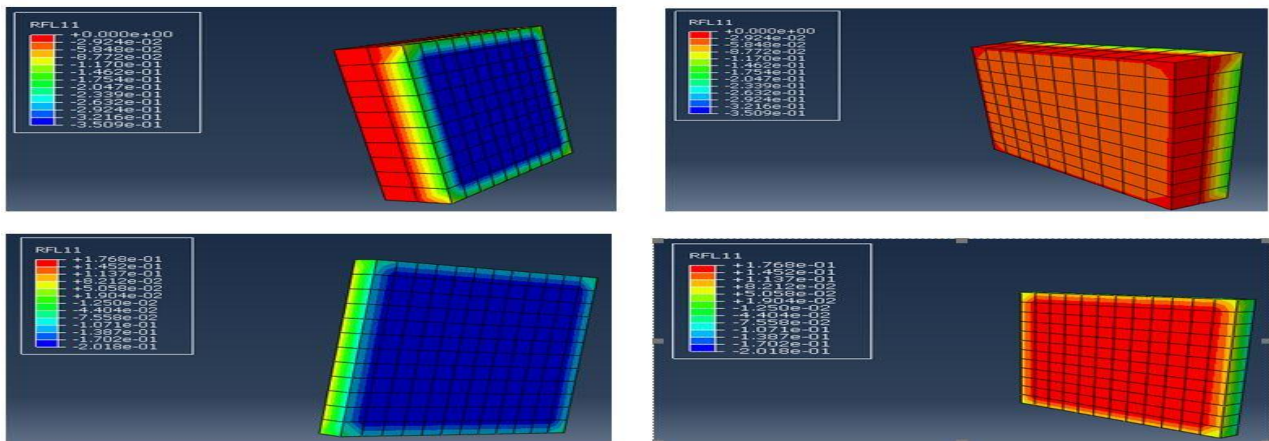 RFL11
+0.000e+00
-2.924e-02
-5.848e-02
-8.772e-02
-1.170e-01
-1.462e-01
-1.754e-01
-2.047e-01
-2.339e-01
-2.632e-01
-2.924e-01
-3.216e-01
-3.509e-01
RFL11
+0.000e+00
-2.924e-02
-5.848e-02
-8.772e-02
-1.170e-01
-1.462e-01
-1.754e-01
-2.047e-01
-2.339e-01
-2.632e-01
-2.924e-01
-3.216e-01
-3.509e-01
RFL11
+1.768e-01
+1.452e-01
+1.137e-01
+8.212e-02
+5.058e-02
+1.904e-02
-1.250e-02
-4.404e-02
-7.558e-02
-1.071e-01
-1.387e-01
-1.702e-01
-2.018e-01
RFL11
+1.768e-01
+1.452e-01
+1.137e-01
+8.212e-02
+5.058e-02
+1.904e-02
-1.250e-02
-4.404e-02
-7.558e-02
-1.071e-01
-1.387e-01
-1.702e-01
-2.018e-01